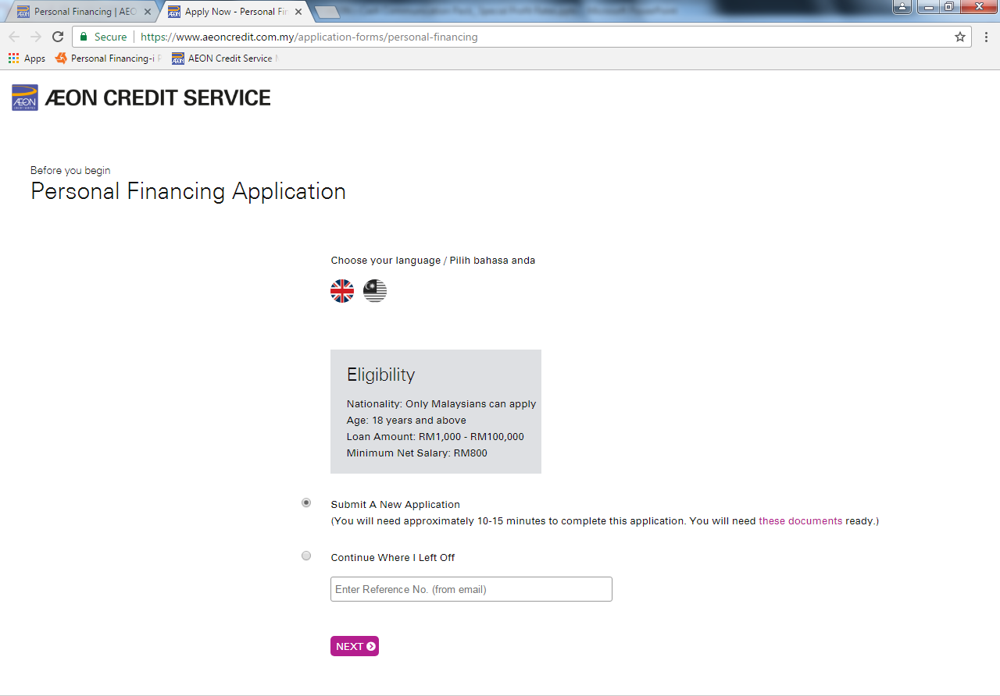 Personal Financing | AEO
Apply Now - Personal Fi
Secure
https://www.aeoncredit.com.my/application-forms/personal-financing
Apps
Personal Financing-i
AEON Credit Service
ÆON
ÆON CREDIT SERVICE
Before you begin
Personal Financing Application
Choose your language / Pilih bahasa anda
Eligibility
Nationality: Only Malaysians can apply
Age: 18 years and above
Loan Amount: RM1,000 - RM100,000
Minimum Net Salary: RM800
Submit A New Application
(You will need approximately 10-15 minutes to complete this application. You will need these documents ready.)
Continue Where I Left Off
Enter Reference No. (from email)
NEXT